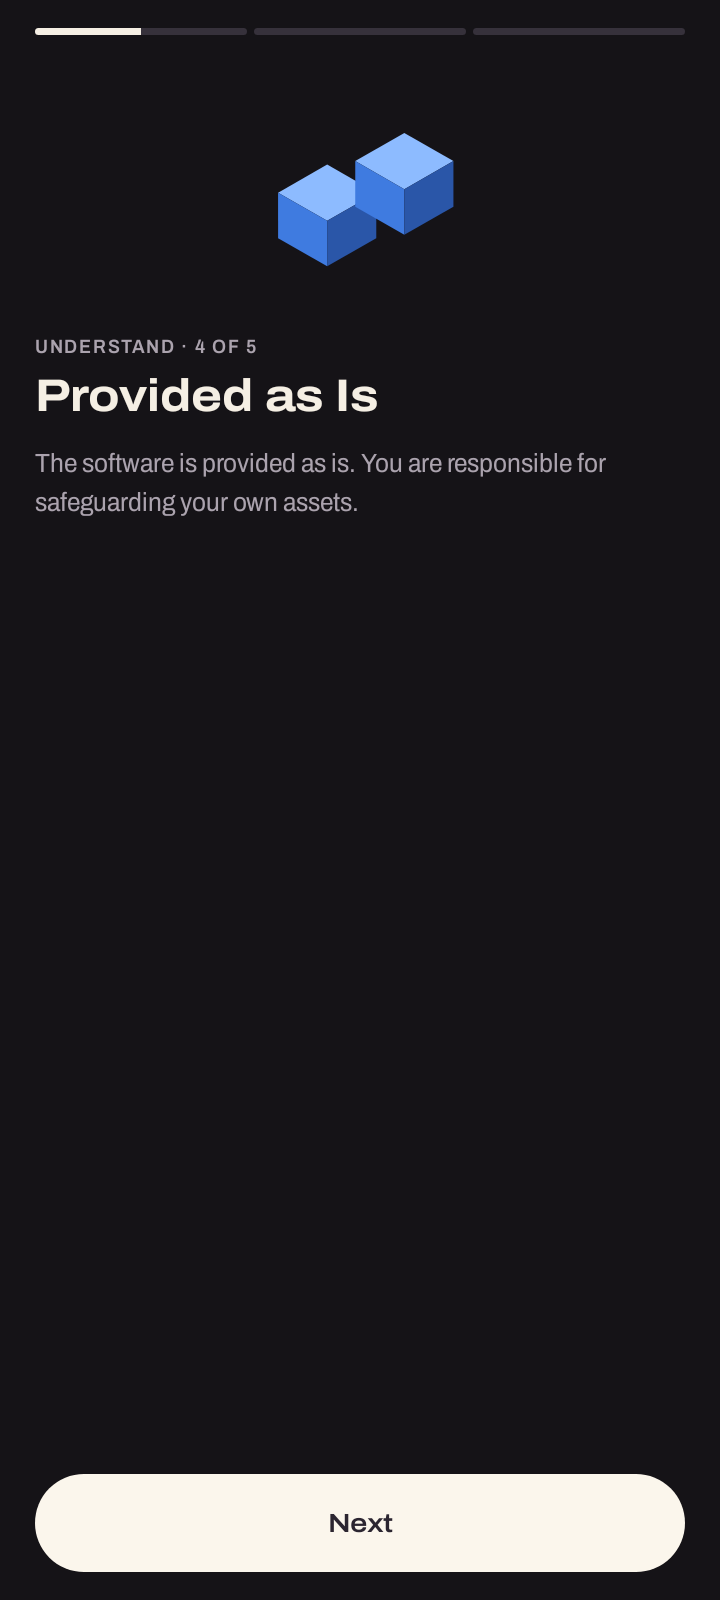 UNDERSTAND · 4 OF 5
Provided as Is
The software is provided as is. You are responsible for
safeguarding your own assets.
Next